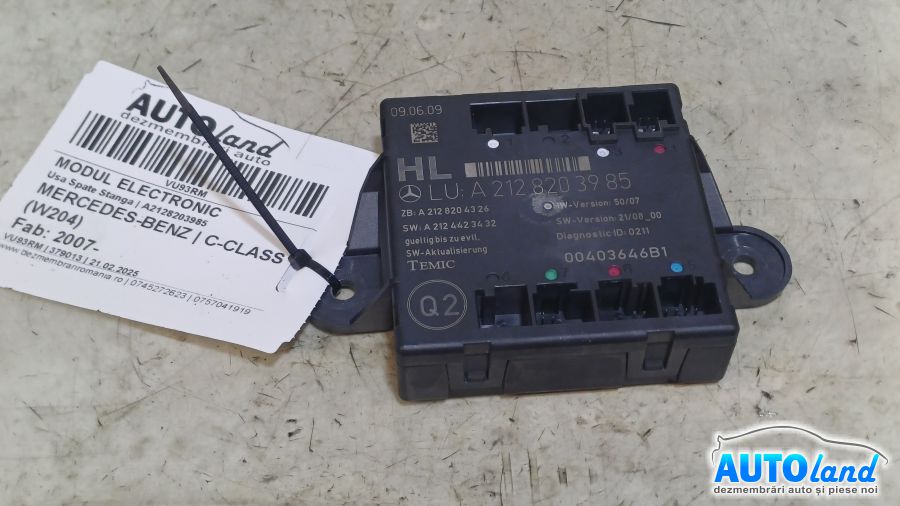 AUTOland
dezmembrări auto
VU93RM
MODUL ELECTRONIC
Usa Spate Stanga | A2128203985
MERCEDES-BENZ | C-CLASS
(W204)
Fab: 2007-
VU93RM | 379013 | 21.02.2025
www.bezmembranromania.ro | 0745272623 | 0757041919
09.06.09
HL
LU: A 212 820 39 85
ZB: A 212 820 43 26
HW-Version: 50/07
SW: A 212 442 34 32
SW-Version: 21/08_00
gueltig bis zu evtl.
Diagnostic ID: 0211
SW-Aktualisierung
TEMIC
00403646B1
Q2
AUTOland
dezmembrări auto și piese noi